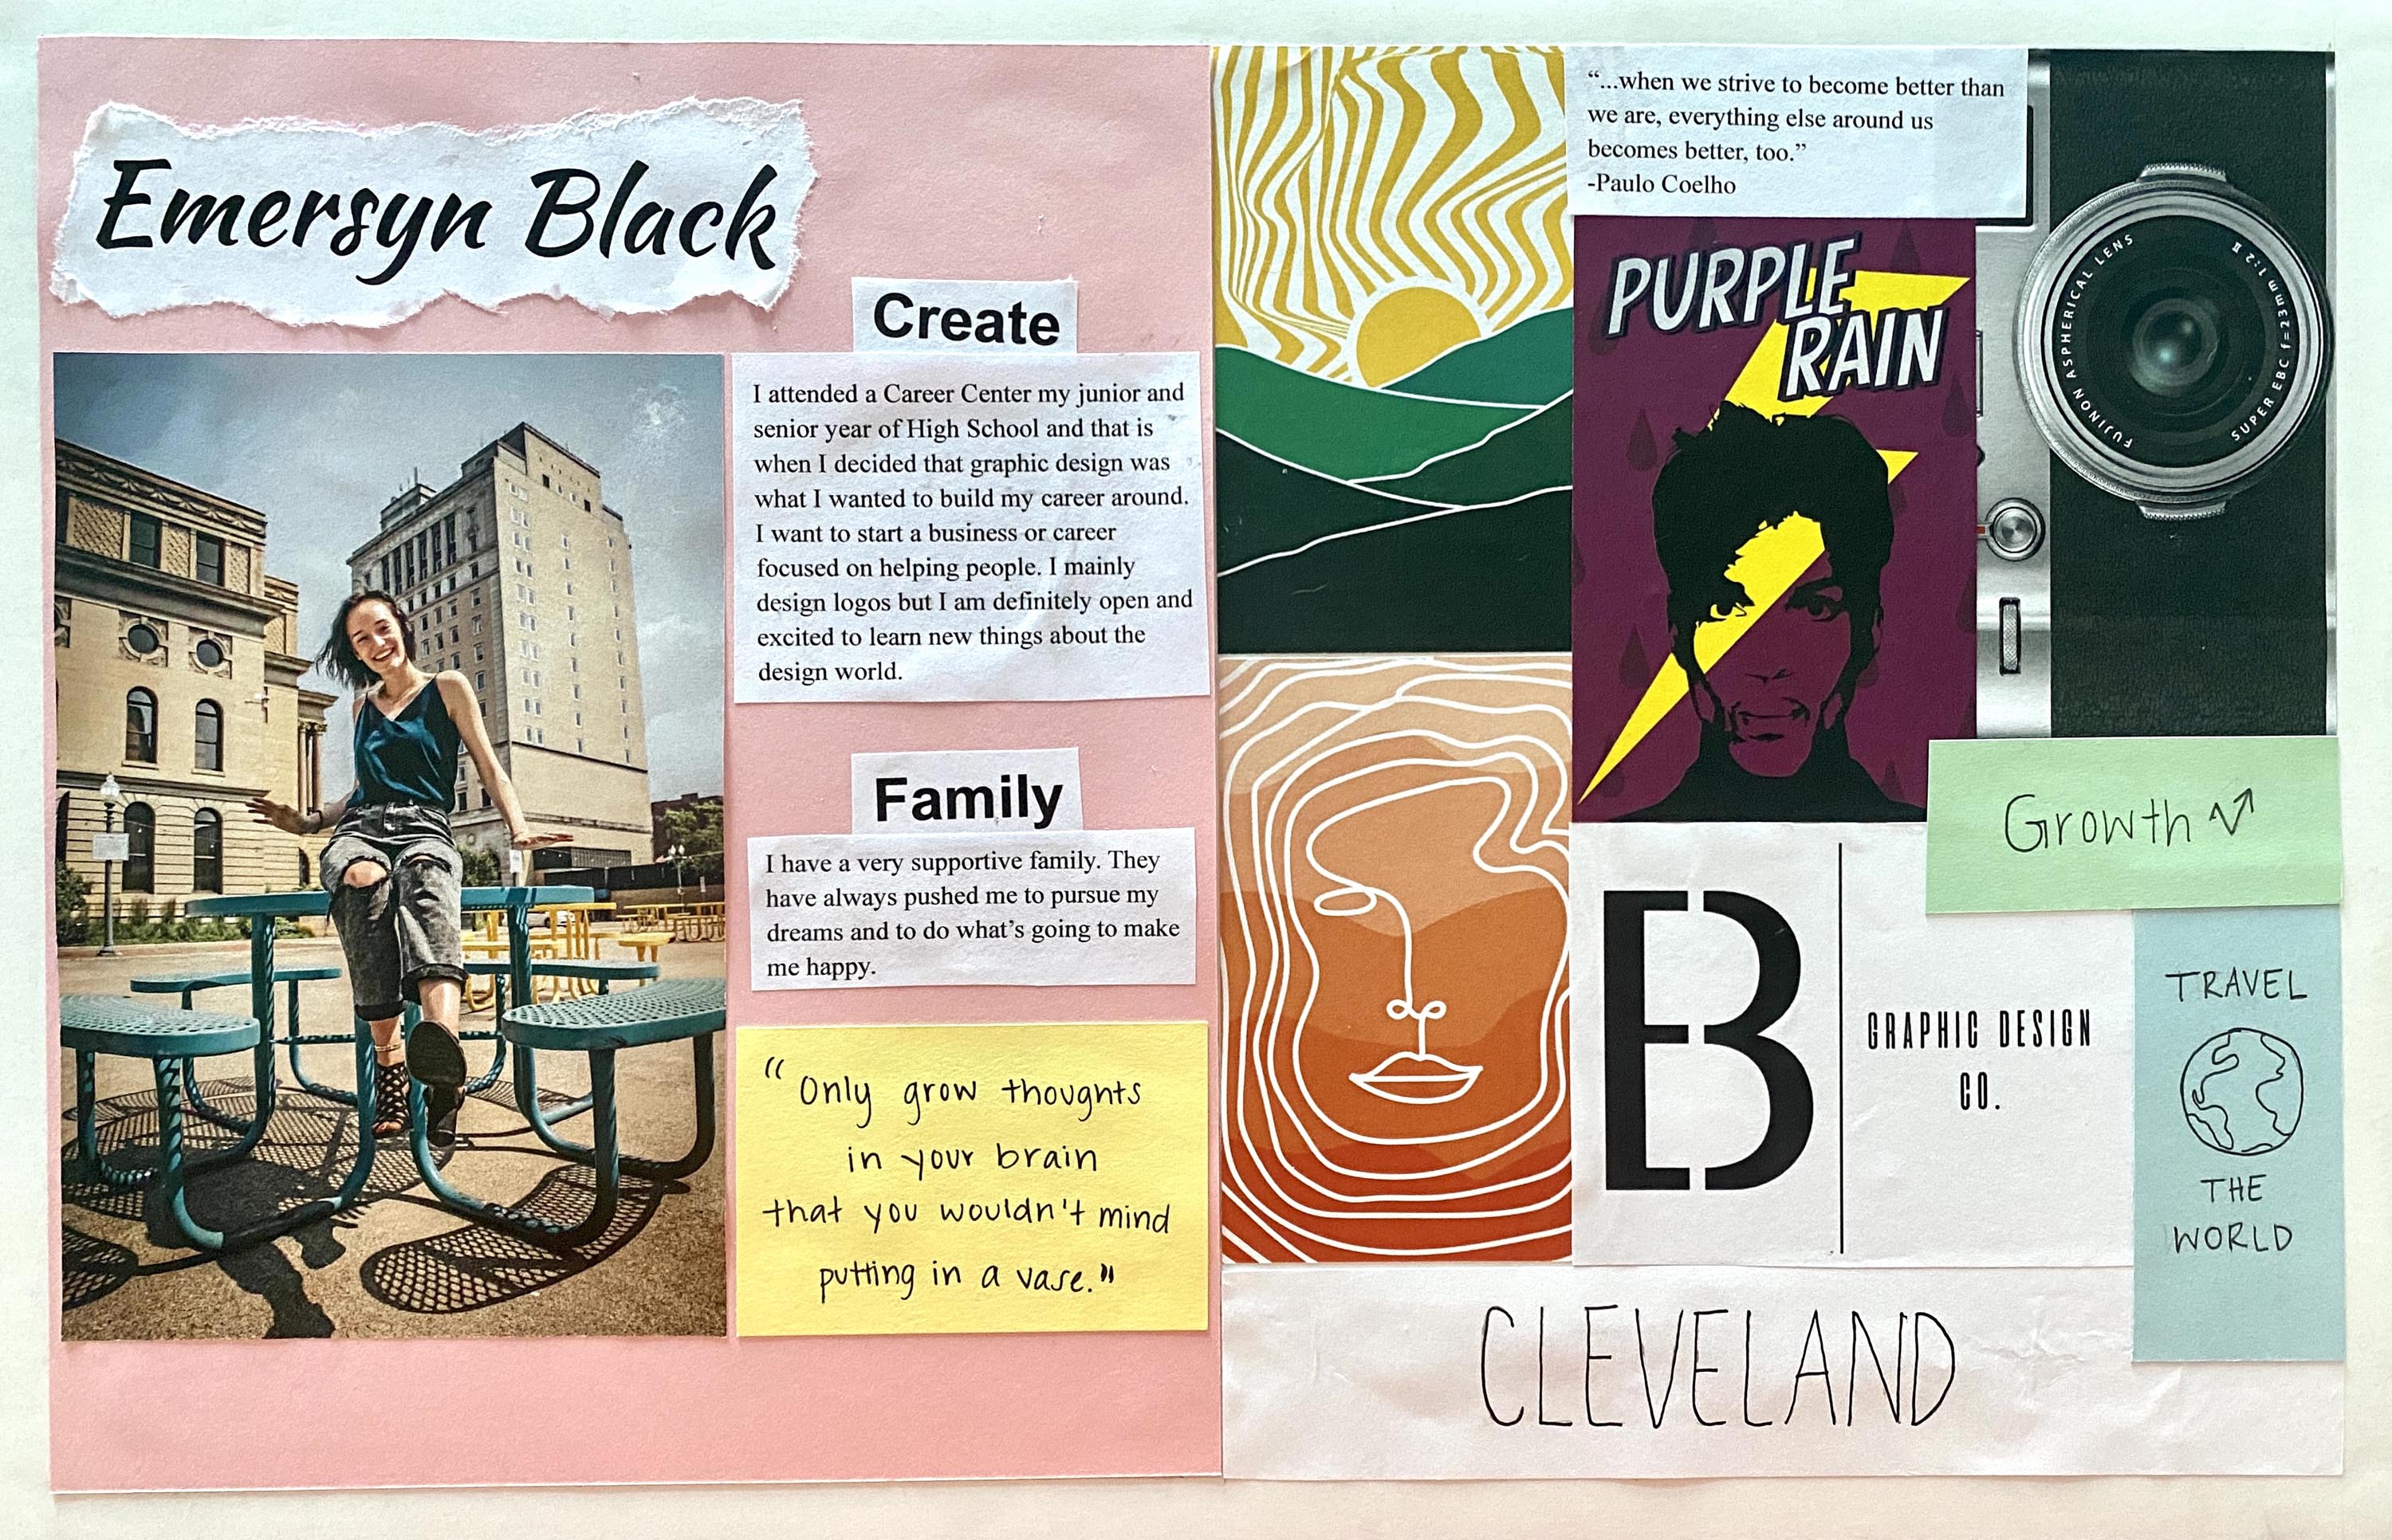 Emersyn Black
Create
I attended a Career Center my junior and
senior year of High School and that is
when I decided that graphic design was
what I wanted to build my career around.
I want to start a business or career
focused on helping people. I mainly
design logos but I am definitely open and
excited to learn new things about the
design world.
Family
I have a very supportive family. They
have always pushed me to pursue my
dreams and to do what's going to make
me happy.
"Only grow thoughts
in your brain
that you wouldn't mind
putting in a vase."
"...when we strive to become better than
we are, everything else around us
becomes better, too."
-Paulo Coelho
PURPLE
RAIN
FUJINON ASPHERICAL LENS
SUPER EBC f=23mm 1:2 II
Growth
EB
GRAPHIC DESIGN
CO.
TRAVEL
THE
WORLD
CLEVELAND